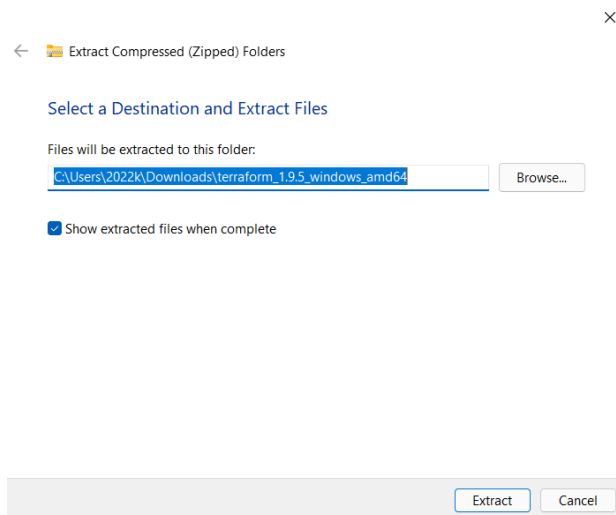 Extract Compressed (Zipped) Folders
Select a Destination and Extract Files
Files will be extracted to this folder:
C:\Users\2022k\Downloads\terraform_1.9.5_windows_amd64
Browse...
Show extracted files when complete
Extract
Cancel